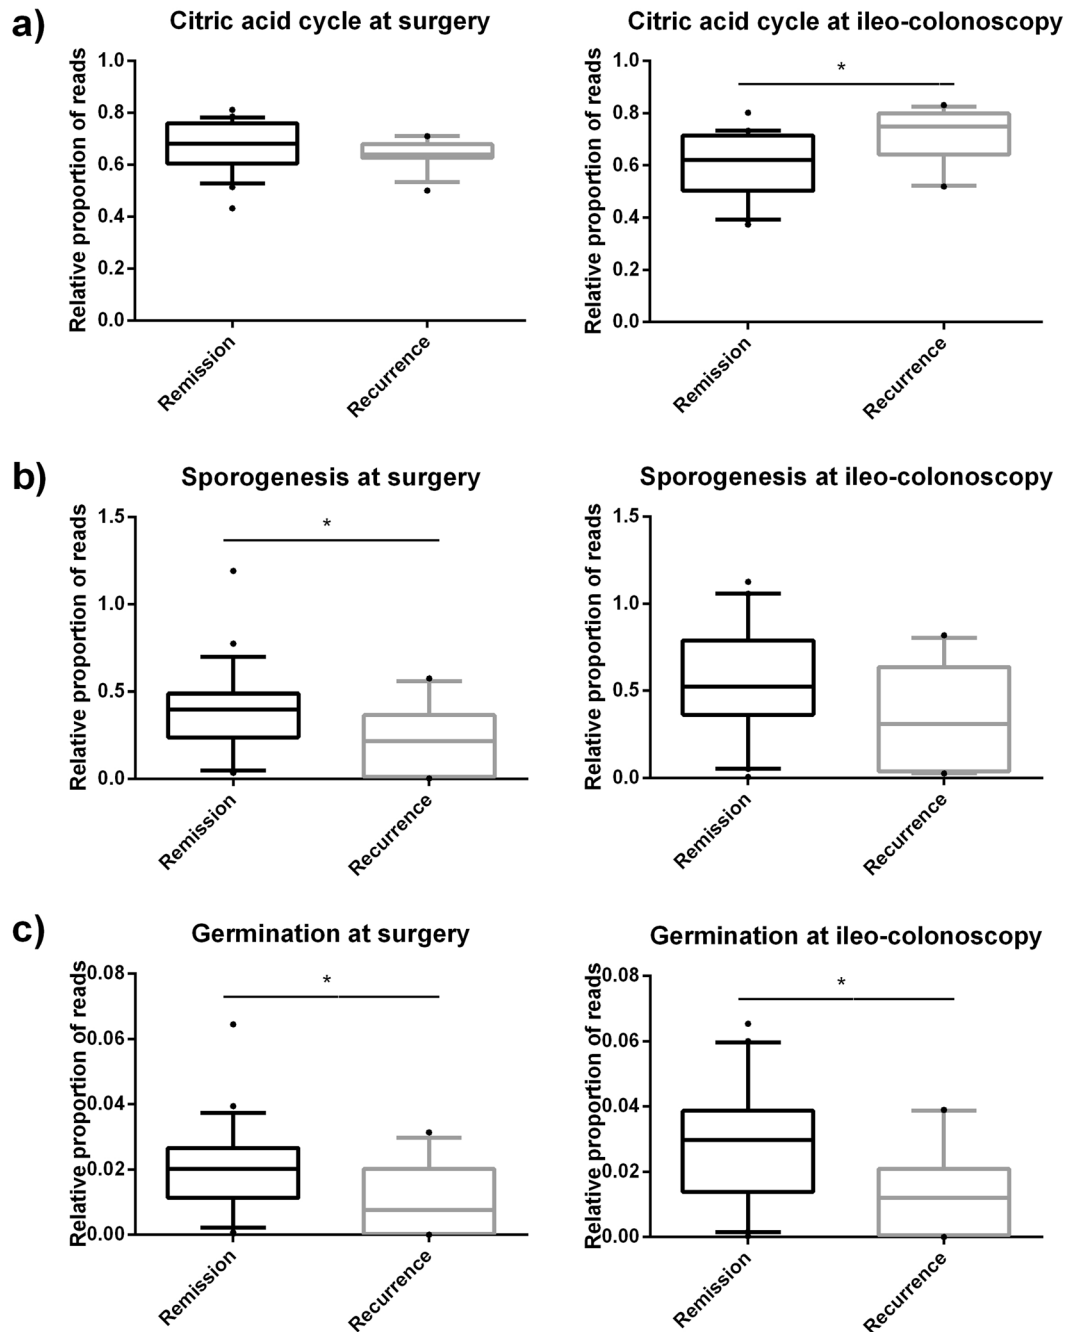 a)
Citric acid cycle at surgery
Relative proportion of reads
1.0
0.8
0.6
0.4
0.2
0.0
Remission
Recurrence
Citric acid cycle at ileo-colonoscopy
Relative proportion of reads
1.0
0.8
0.6
0.4
0.2
0.0
*
Remission
Recurrence
b)
Sporogenesis at surgery
Relative proportion of reads
1.5
1.0
0.5
0.0
*
Remission
Recurrence
Sporogenesis at ileo-colonoscopy
Relative proportion of reads
1.5
1.0
0.5
0.0
Remission
Recurrence
c)
Germination at surgery
Relative proportion of reads
0.08
0.06
0.04
0.02
0.00
*
Remission
Recurrence
Germination at ileo-colonoscopy
Relative proportion of reads
0.08
0.06
0.04
0.02
0.00
*
Remission
Recurrence